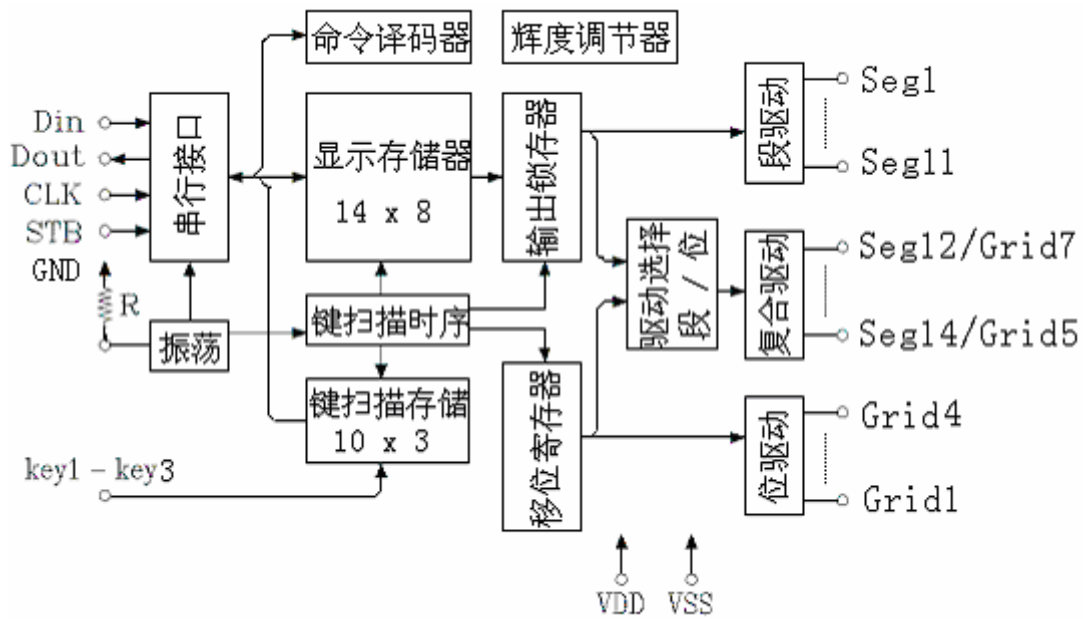 命令译码器
辉度调节器
Din
Dout
CLK
STB
GND
R
串行接口
振荡
显示存储器
14 x 8
键扫描时序
键扫描存储
10 x 3
key1-key3
输出锁存器
移位寄存器
驱动选择
段/位
段驱动
复合驱动
位驱动
Seg1
Seg11
Seg12/Grid7
Seg14/Grid5
Grid4
Grid1
VDD
VSS